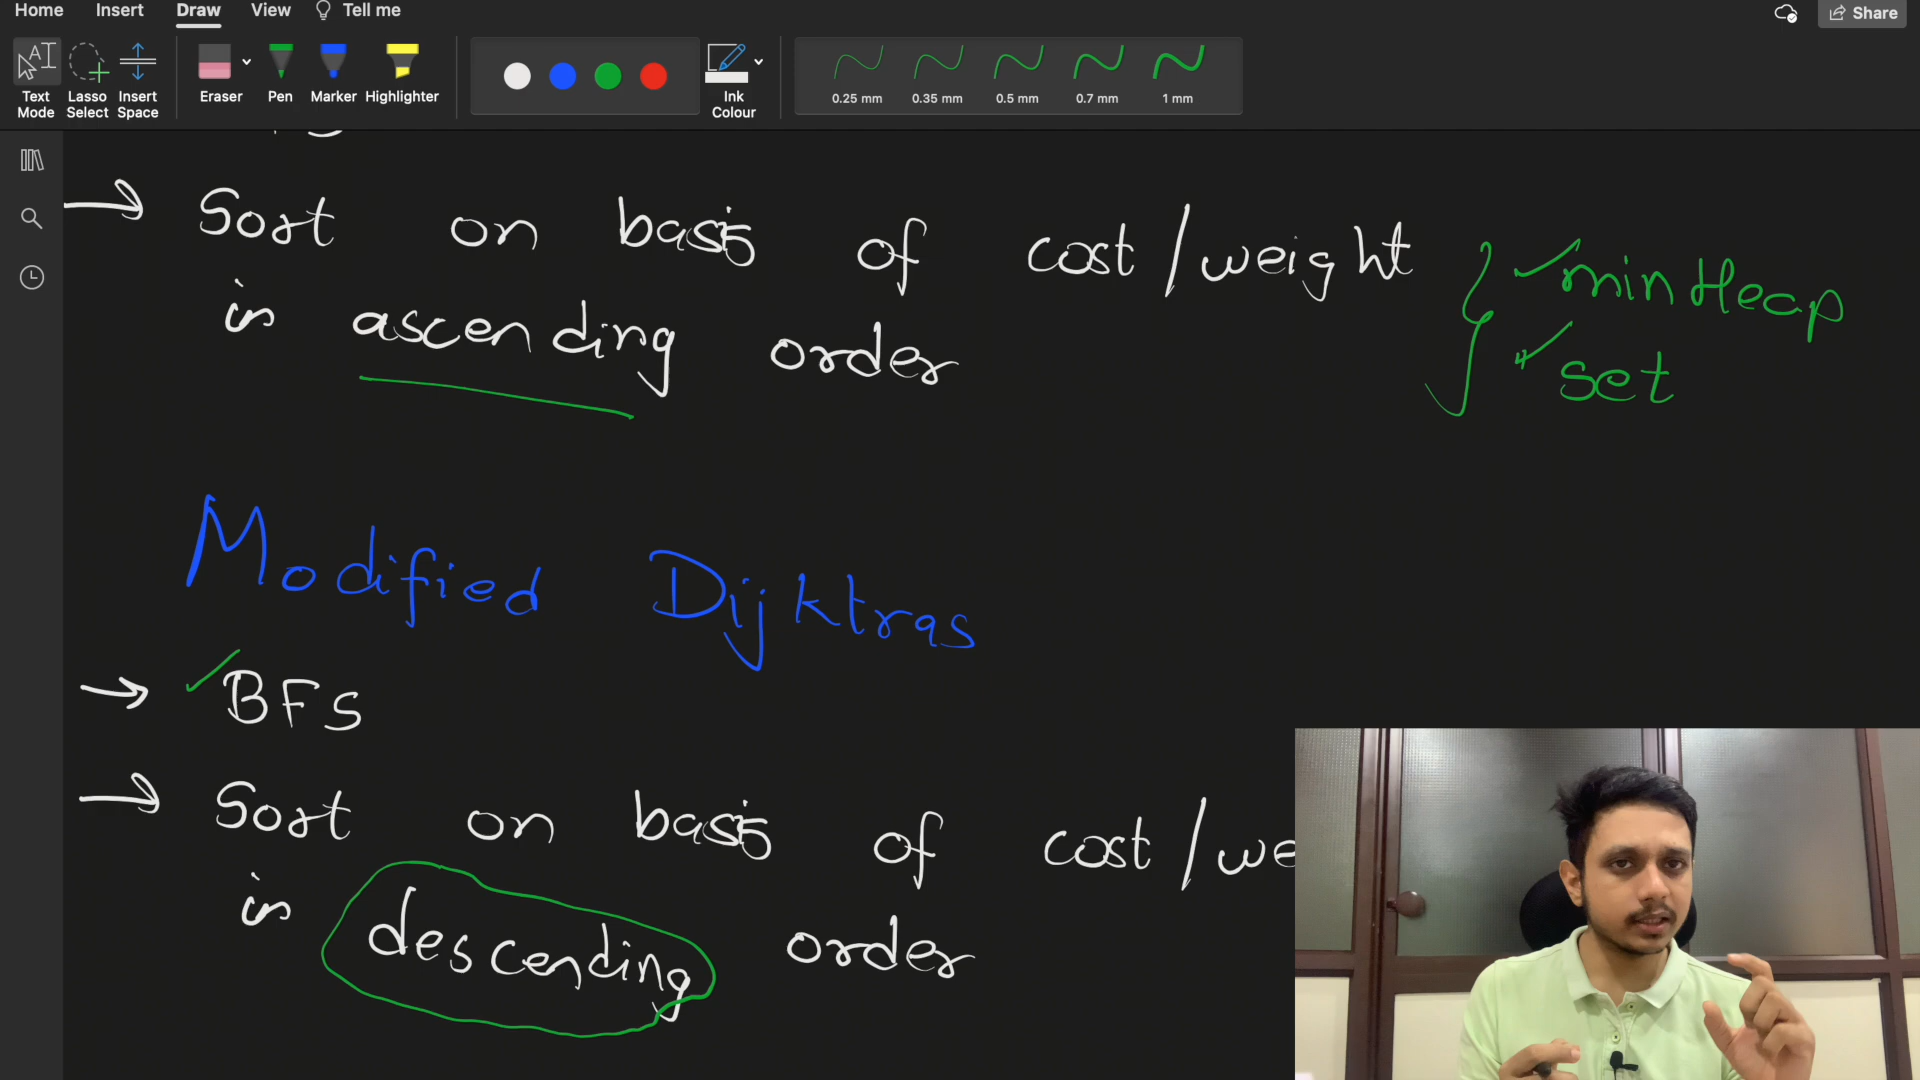 Home Insert Draw View Tell me Share
Text Mode
Lasso Select
Insert Space
Eraser
Pen
Marker
Highlighter
Ink Colour
0.25 mm
0.35 mm
0.5 mm
0.7 mm
1 mm
→ Sort on basis of cost/weight
in ascending order
minHeap
set
Modified Dijktras
→ BFS
→ Sort on basis of cost/we
in descending order